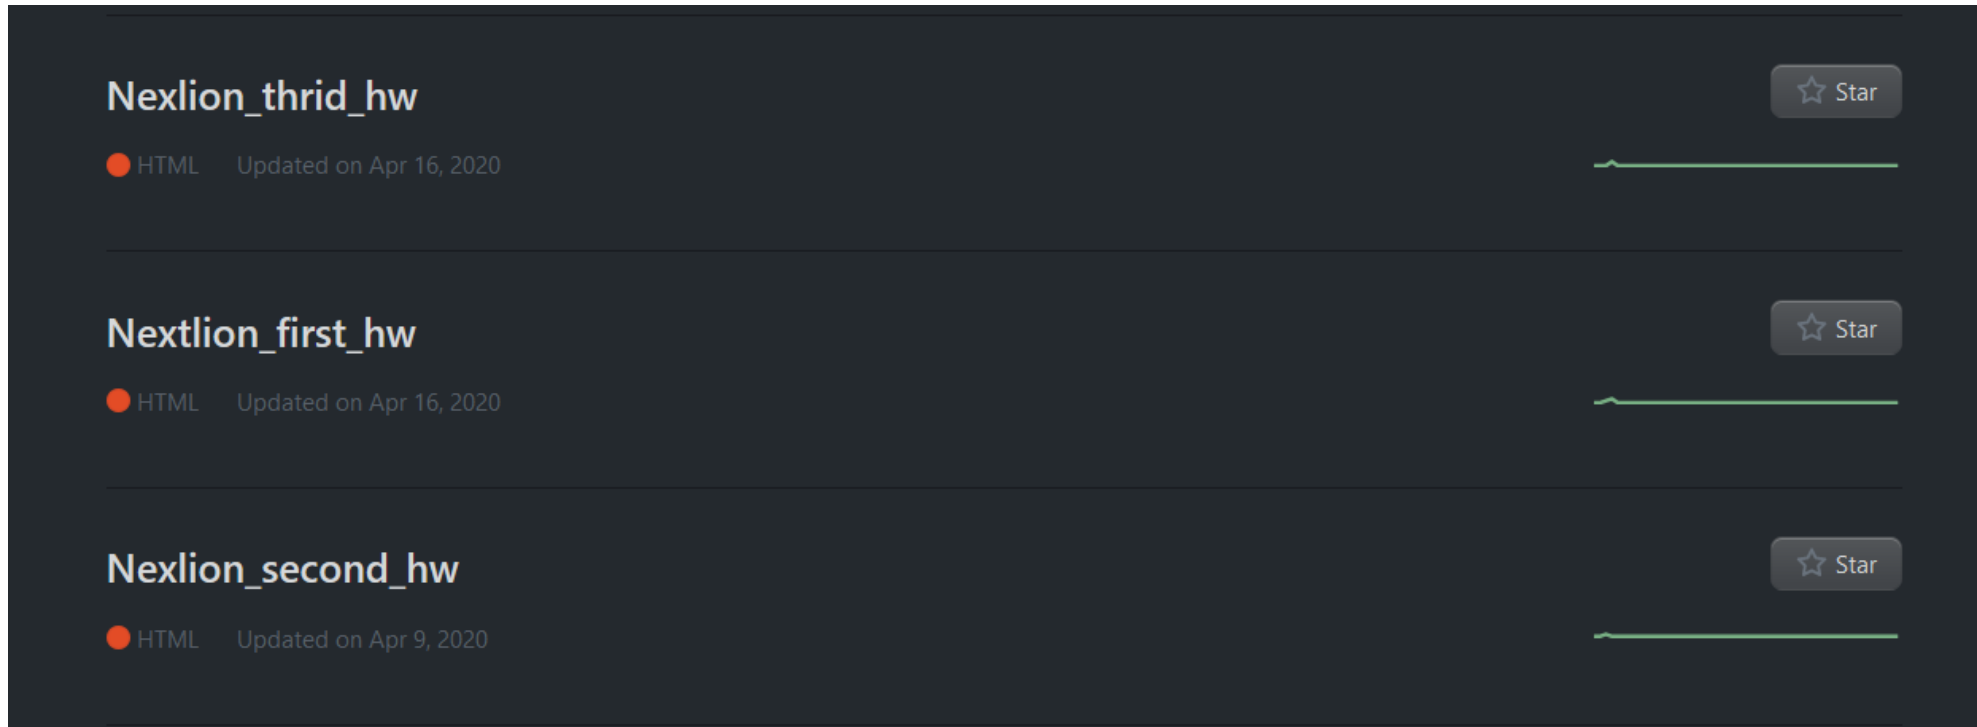 Nexlion_thrid_hw
Star
HTML Updated on Apr 16, 2020
Nextlion_first_hw
Star
HTML Updated on Apr 16, 2020
Nexlion_second_hw
Star
HTML Updated on Apr 9, 2020